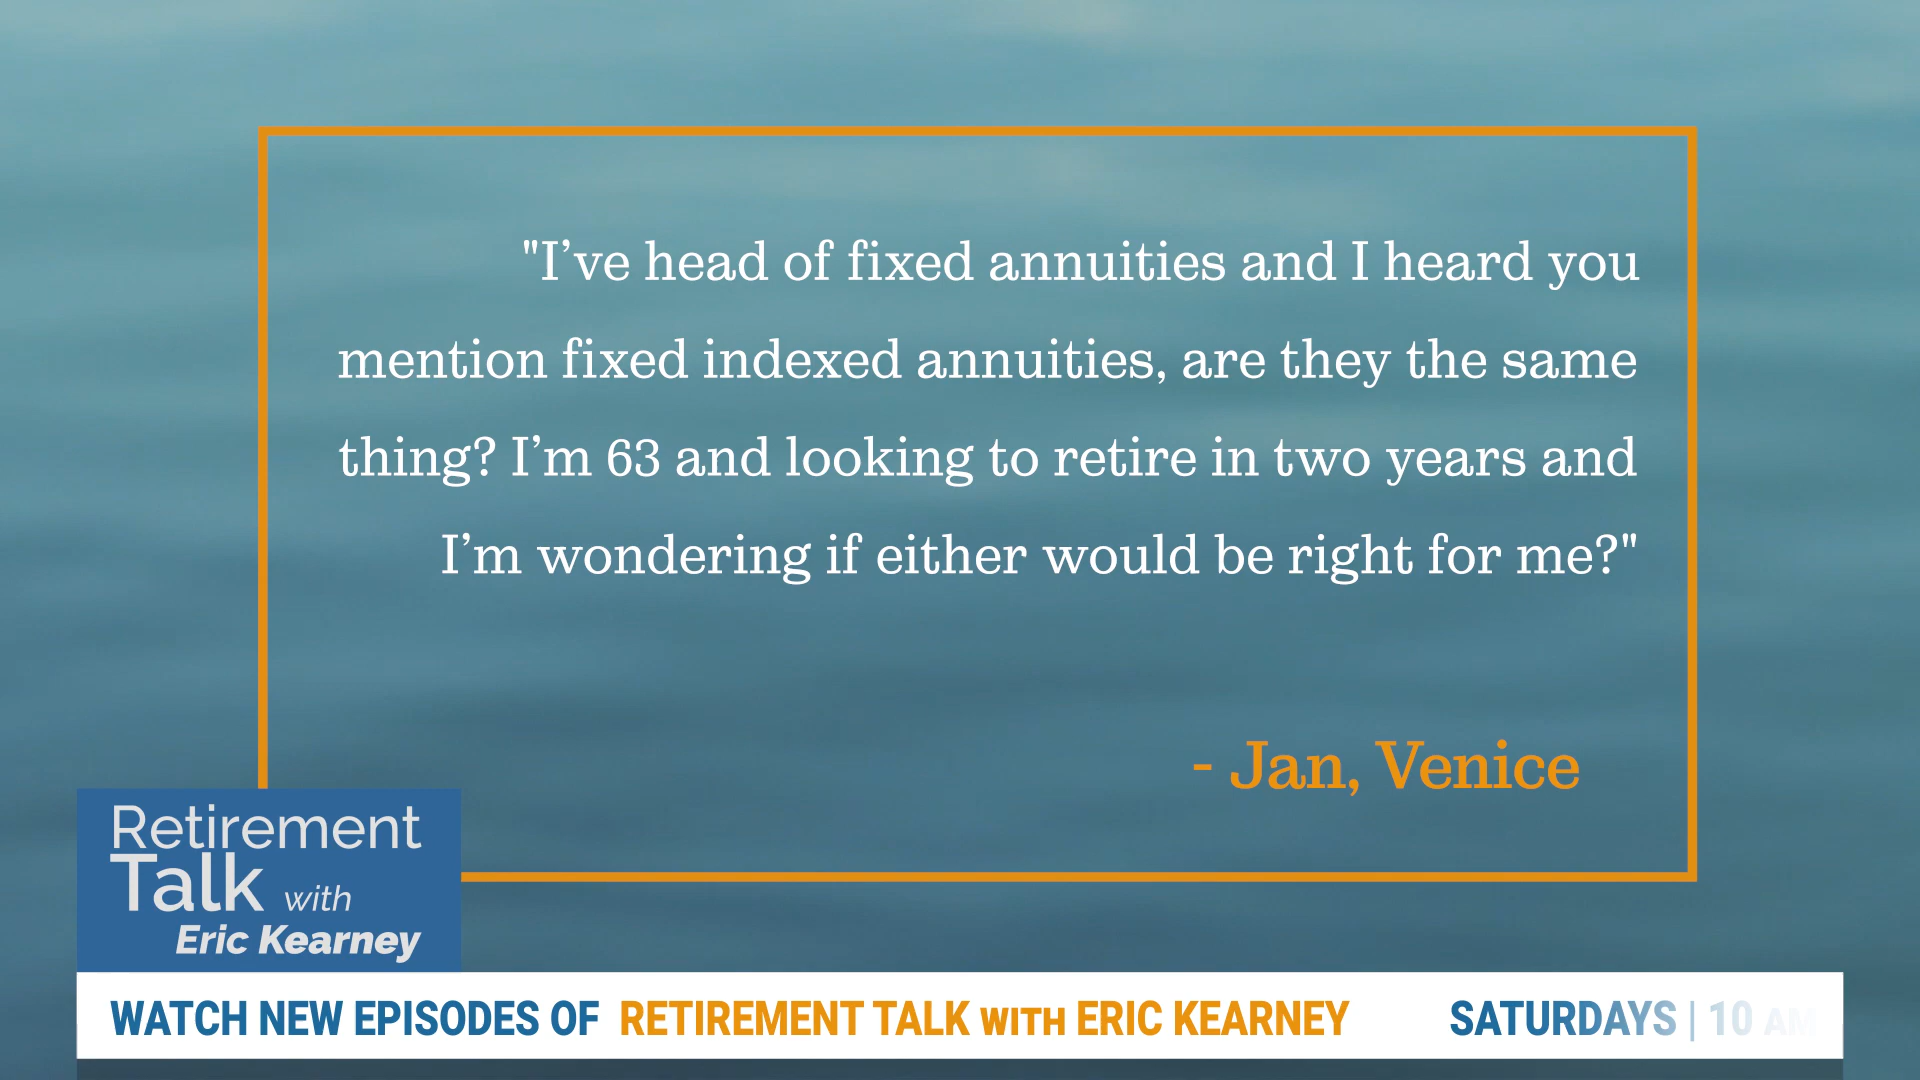 "I’ve head of fixed annuities and I heard you
mention fixed indexed annuities, are they the same
thing? I’m 63 and looking to retire in two years and
I’m wondering if either would be right for me?"
- Jan, Venice
Retirement
Talk with
Eric Kearney
WATCH NEW EPISODES OF RETIREMENT TALK WITH ERIC KEARNEY SATURDAYS | 10 AM